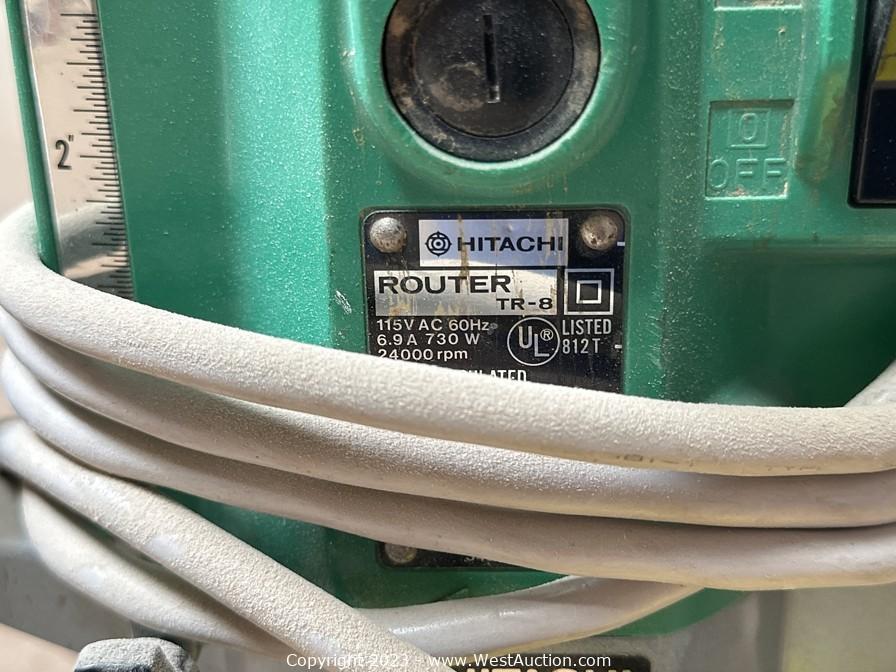 2"
0
OFF
HITACHI
ROUTER
TR-8
115V AC 60Hz
6.9A 730 W
24000 rpm
UL® LISTED
812T
Copyright 2023 - www.WestAuction.com